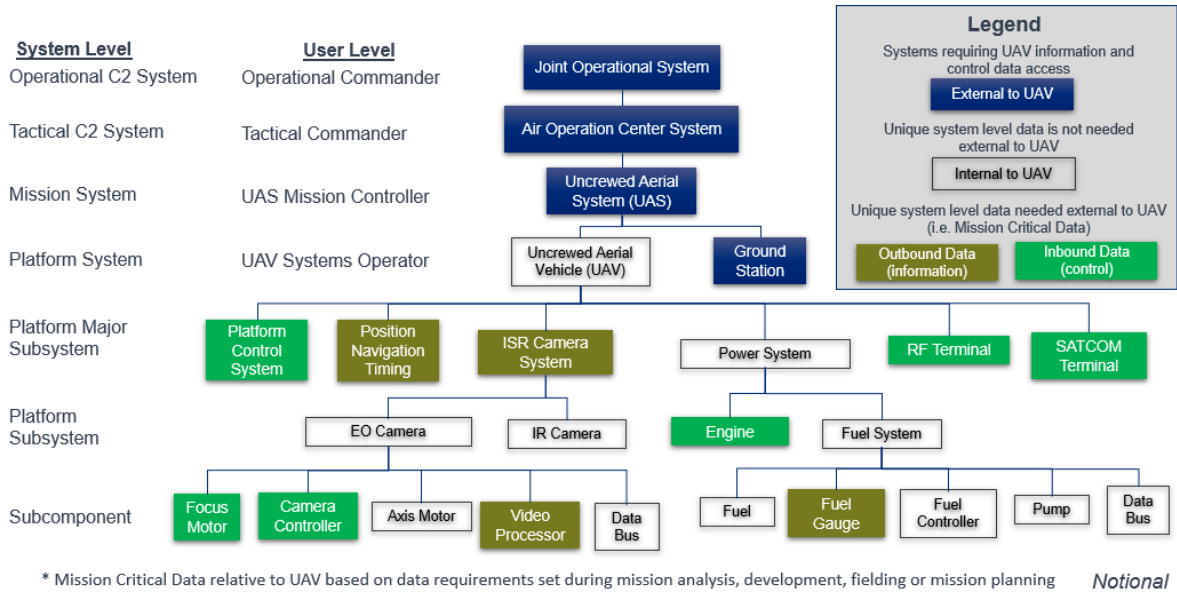 System Level
User Level
Legend
Operational C2 System
Operational Commander
Joint Operational System
Systems requiring UAV information and
control data access
External to UAV
Tactical C2 System
Tactical Commander
Air Operation Center System
Unique system level data is not needed
external to UAV
Internal to UAV
Mission System
UAS Mission Controller
Uncrewed Aerial
System (UAS)
Unique system level data needed external to UAV
(i.e. Mission Critical Data)
Outbound Data
(information)
Inbound Data
(control)
Platform System
UAV Systems Operator
Uncrewed Aerial
Vehicle (UAV)
Ground
Station
Platform Major
Subsystem
Platform
Control
System
Position
Navigation
Timing
ISR Camera
System
Power System
RF Terminal
SATCOM
Terminal
Platform
Subsystem
EO Camera
IR Camera
Engine
Fuel System
Subcomponent
Focus
Motor
Camera
Controller
Axis Motor
Video
Processor
Data
Bus
Fuel
Fuel
Gauge
Fuel
Controller
Pump
Data
Bus
* Mission Critical Data relative to UAV based on data requirements set during mission analysis, development, fielding or mission planning
Notional